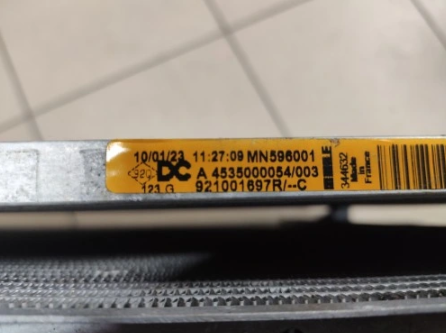 10/01/23 11:27:09 MN596001
DC A 4535000054/003
123 G 921001697R/--C
344632
Made
in
France